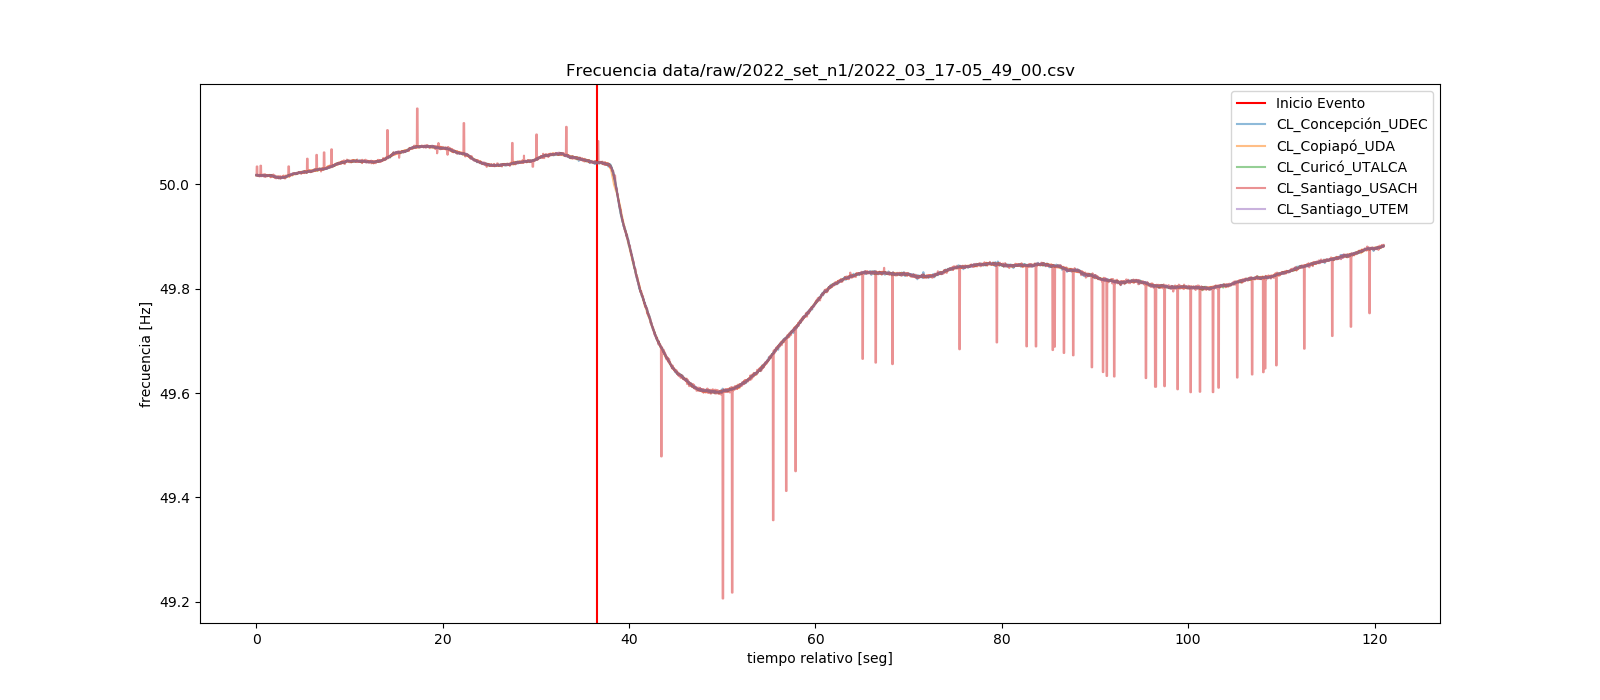 Frecuencia data/raw/2022_set_n1/2022_03_17-05_49_00.csv
Inicio Evento
CL_Concepción_UDEC
CL_Copiapó_UDA
CL_Curicó_UTALCA
CL_Santiago_USACH
CL_Santiago_UTEM
frecuencia [Hz]
50.0
49.8
49.6
49.4
49.2
0 20 40 60 80 100 120
tiempo relativo [seg]